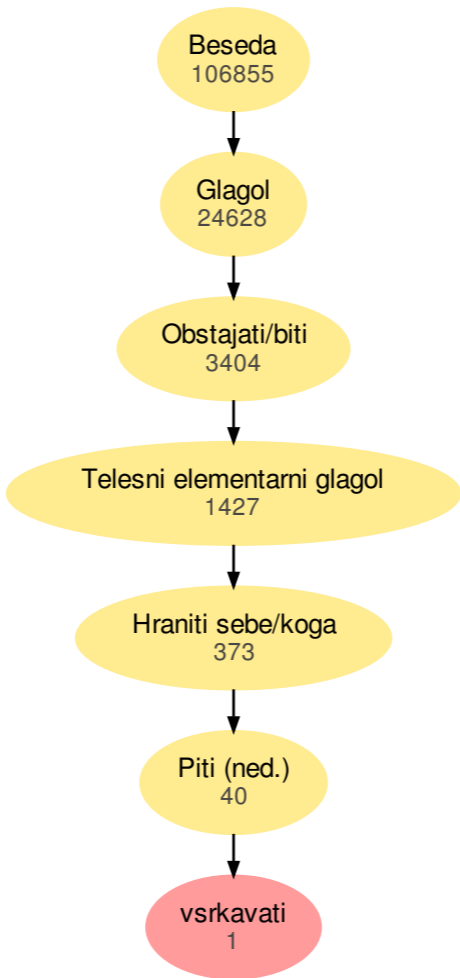 Beseda
106855
Glagol
24628
Obstajati/biti
3404
Telesni elementarni glagol
1427
Hraniti sebe/koga
373
Piti (ned.)
40
vsrkavati
1